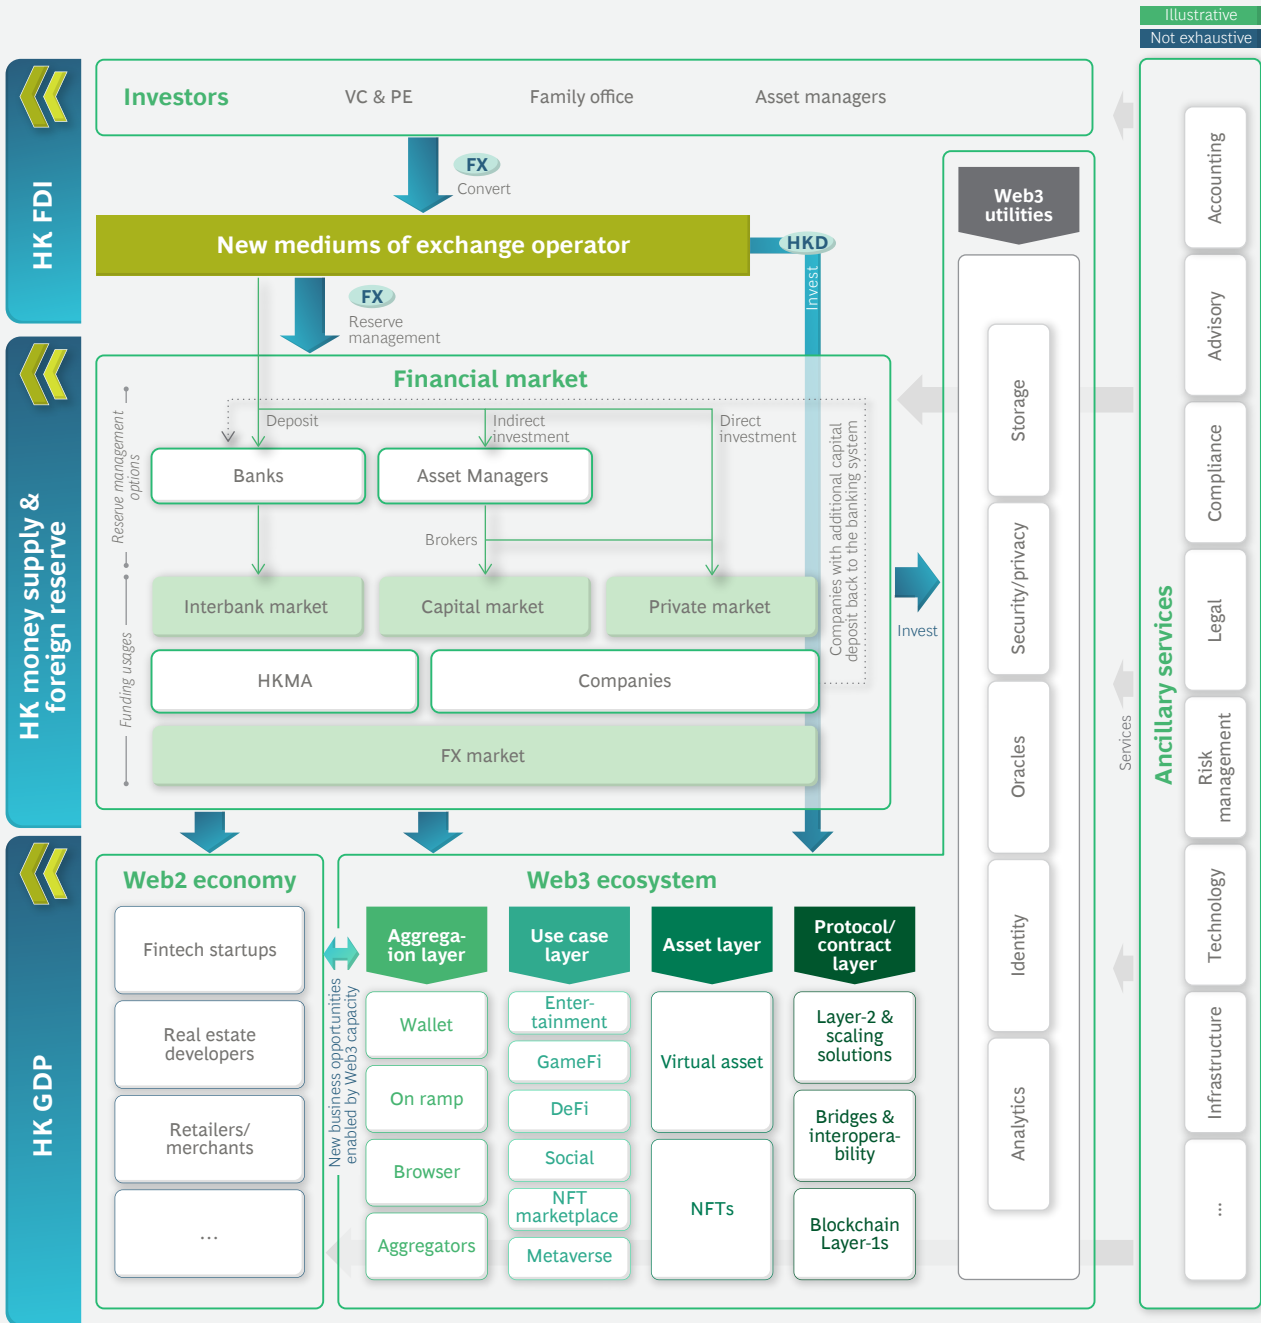 Illustrative
Not exhaustive
HK FDI
Investors
VC & PE
Family office
Asset managers
FX
Convert
New mediums of exchange operator
HKD
Invest
FX
Reserve
management
HK money supply &
foreign reserve
Financial market
Reserve management
options
Deposit
Indirect
investment
Direct
investment
Banks
Asset Managers
Brokers
Companies with additional capital
deposit back to the banking system
Funding usages
Interbank market
Capital market
Private market
HKMA
Companies
FX market
Invest
HK GDP
Web2 economy
Fintech startups
Real estate
developers
Retailers/
merchants
...
New business opportunities
enabled by Web3 capacity
Web3 ecosystem
Aggrega-
ion layer
Wallet
On ramp
Browser
Aggregators
Use case
layer
Enter-
tainment
GameFi
DeFi
Social
NFT
marketplace
Metaverse
Asset layer
Virtual asset
NFTs
Protocol/
contract
layer
Layer-2 &
scaling
solutions
Bridges &
interopera-
bility
Blockchain
Layer-1s
Web3
utilities
Storage
Security/privacy
Oracles
Identity
Analytics
Services
Ancillary services
Accounting
Advisory
Compliance
Legal
Risk
management
Technology
Infrastructure
...